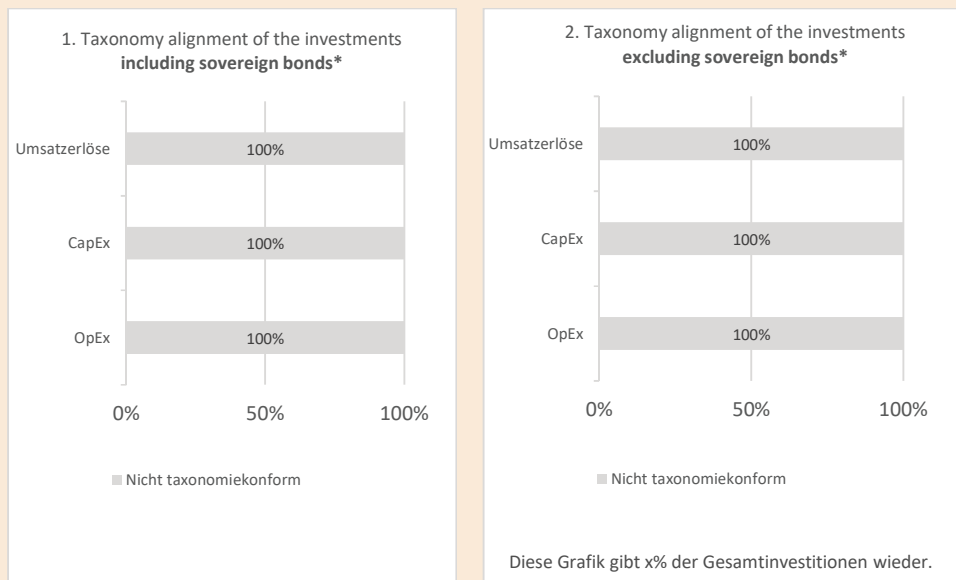 1. Taxonomy alignment of the investments
including sovereign bonds*
Umsatzerlöse
100%
CapEx
100%
OpEx
100%
0%
50%
100%
Nicht taxonomiekonform
2. Taxonomy alignment of the investments
excluding sovereign bonds*
Umsatzerlöse
100%
CapEx
100%
OpEx
100%
0%
50%
100%
Nicht taxonomiekonform
Diese Grafik gibt x% der Gesamtinvestitionen wieder.